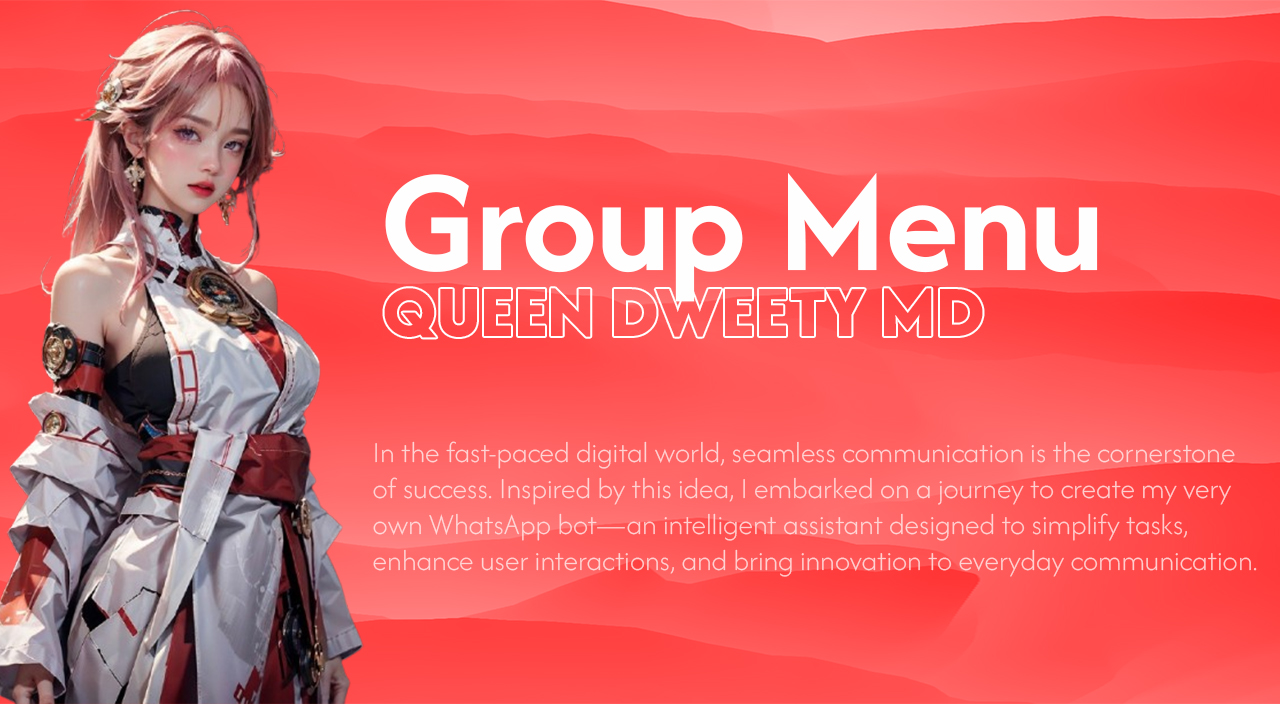 Group Menu
QUEEN DWEETY MD
In the fast-paced digital world, seamless communication is the cornerstone
of success. Inspired by this idea, I embarked on a journey to create my very
own WhatsApp bot—an intelligent assistant designed to simplify tasks,
enhance user interactions, and bring innovation to everyday communication.